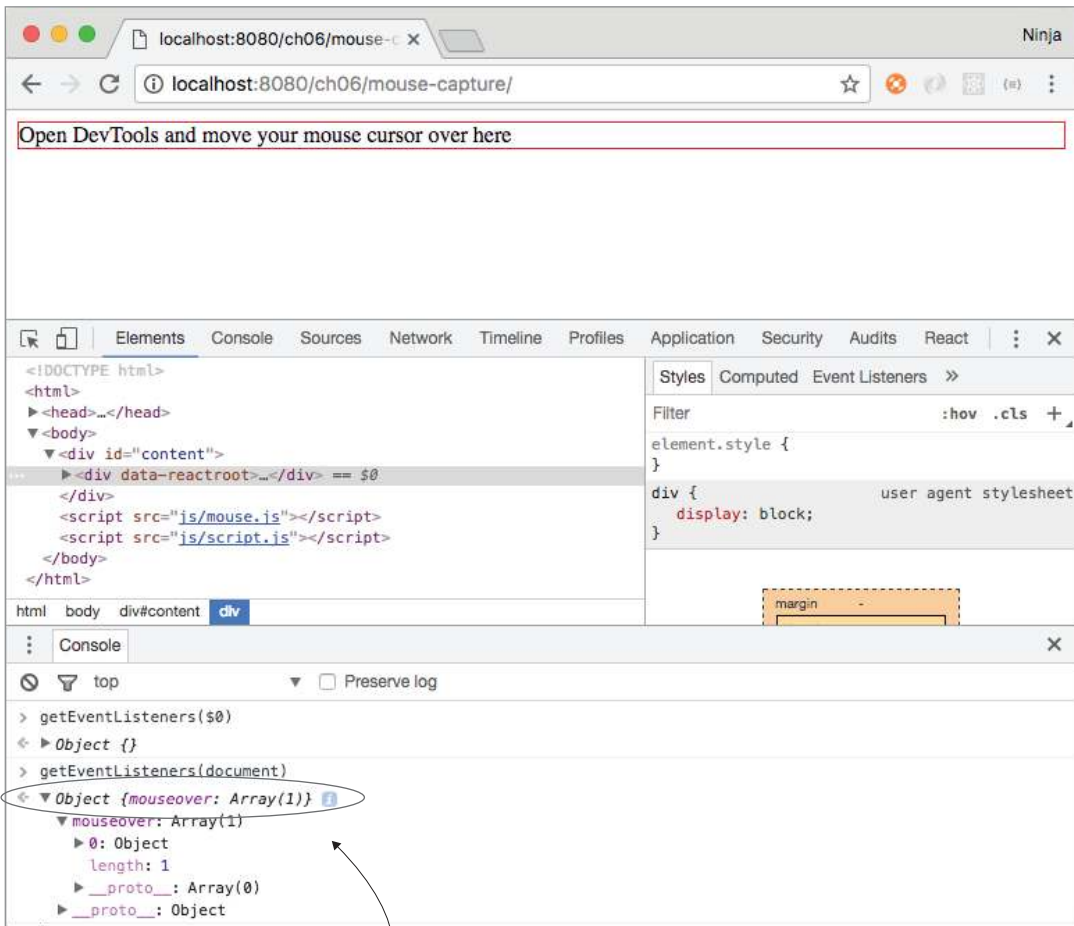 localhost:8080/ch06/mouse-c
Ninja
localhost:8080/ch06/mouse-capture/
Open DevTools and move your mouse cursor over here
Elements Console Sources Network Timeline Profiles Application Security Audits React
<!DOCTYPE html>
<html>
▶<head>…</head>
▼<body>
▼<div id="content">
… ▶<div data-reactroot>…</div> == $0
</div>
<script src="js/mouse.js"></script>
<script src="js/script.js"></script>
</body>
</html>
html body div#content div
Styles Computed Event Listeners »
Filter :hov .cls +
element.style {
}
div { user agent stylesheet
display: block;
}
margin -
Console
top ▼ Preserve log
> getEventListeners($0)
▶ Object {}
> getEventListeners(document)
▼ Object {mouseover: Array(1)} i
▼ mouseover: Array(1)
▶ 0: Object
length: 1
▶ __proto__: Array(0)
▶ __proto__: Object